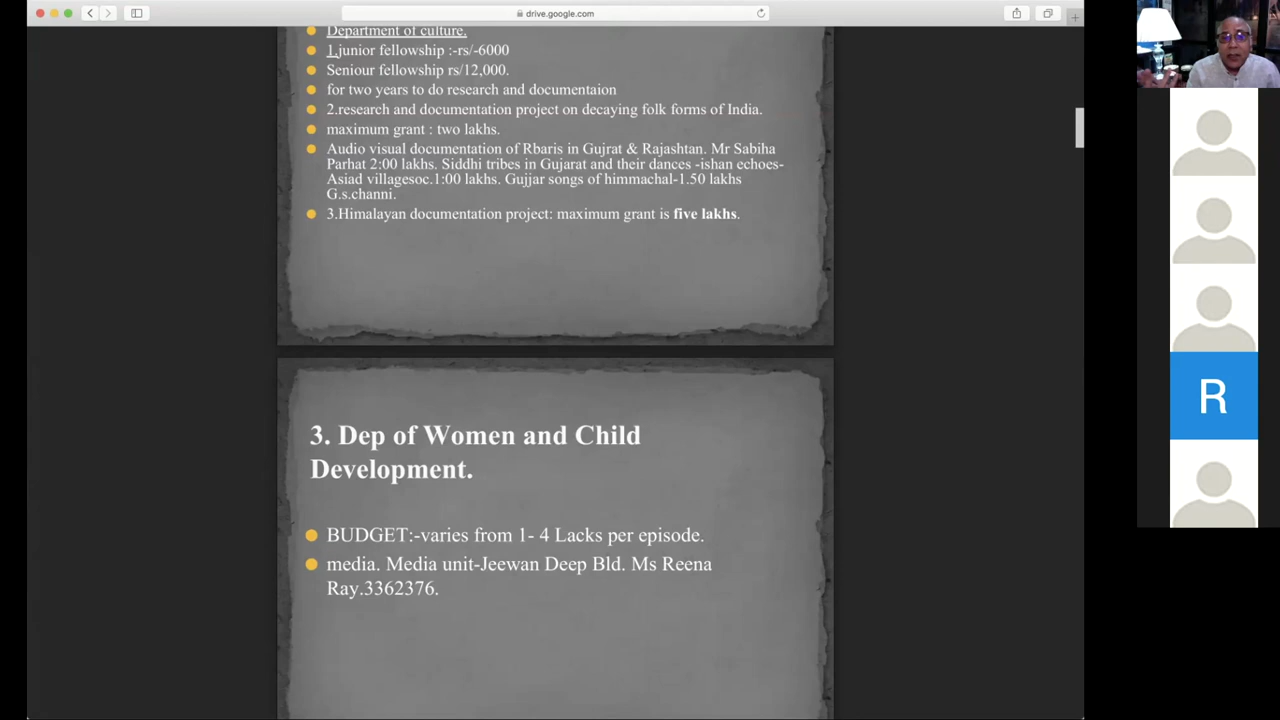 drive.google.com
Department of culture.
1.junior fellowship :-rs/-6000
Seniour fellowship rs/12,000.
for two years to do research and documentaion
2.research and documentation project on decaying folk forms of India.
maximum grant : two lakhs.
Audio visual documentation of Rbaris in Gujrat & Rajashtan. Mr Sabiha
Parhat 2:00 lakhs. Siddhi tribes in Gujarat and their dances -ishan echoes-
Asiad villagesoc.1:00 lakhs. Gujjar songs of himmachal-1.50 lakhs
G.s.channi.
3.Himalayan documentation project: maximum grant is five lakhs.
3. Dep of Women and Child
Development.
BUDGET:-varies from 1- 4 Lacks per episode.
media. Media unit-Jeewan Deep Bld. Ms Reena
Ray.3362376.
R